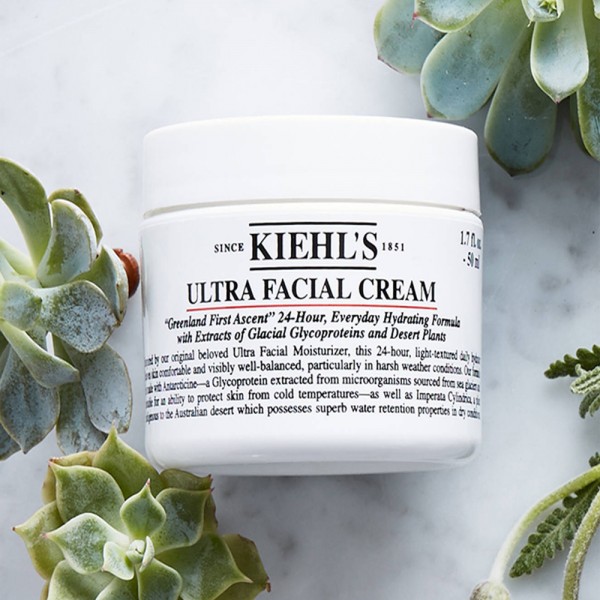 SINCE KIEHL'S 1851
1.7 fl. oz.
- 50 ml
ULTRA FACIAL CREAM
"Greenland First Ascent" 24-Hour, Everyday Hydrating Formula
with Extracts of Glacial Glycoproteins and Desert Plants
by our original beloved Ultra Facial Moisturizer, this 24-hour, light-textured daily
skin comfortable and visibly well-balanced, particularly in harsh weather conditions. Our
with Antarcticine—a Glycoprotein extracted from microorganisms sourced from sea
for an ability to protect skin from cold temperatures—as well as Imperata Cylindrica, a
to the Australian desert which possesses superb water retention properties in dry